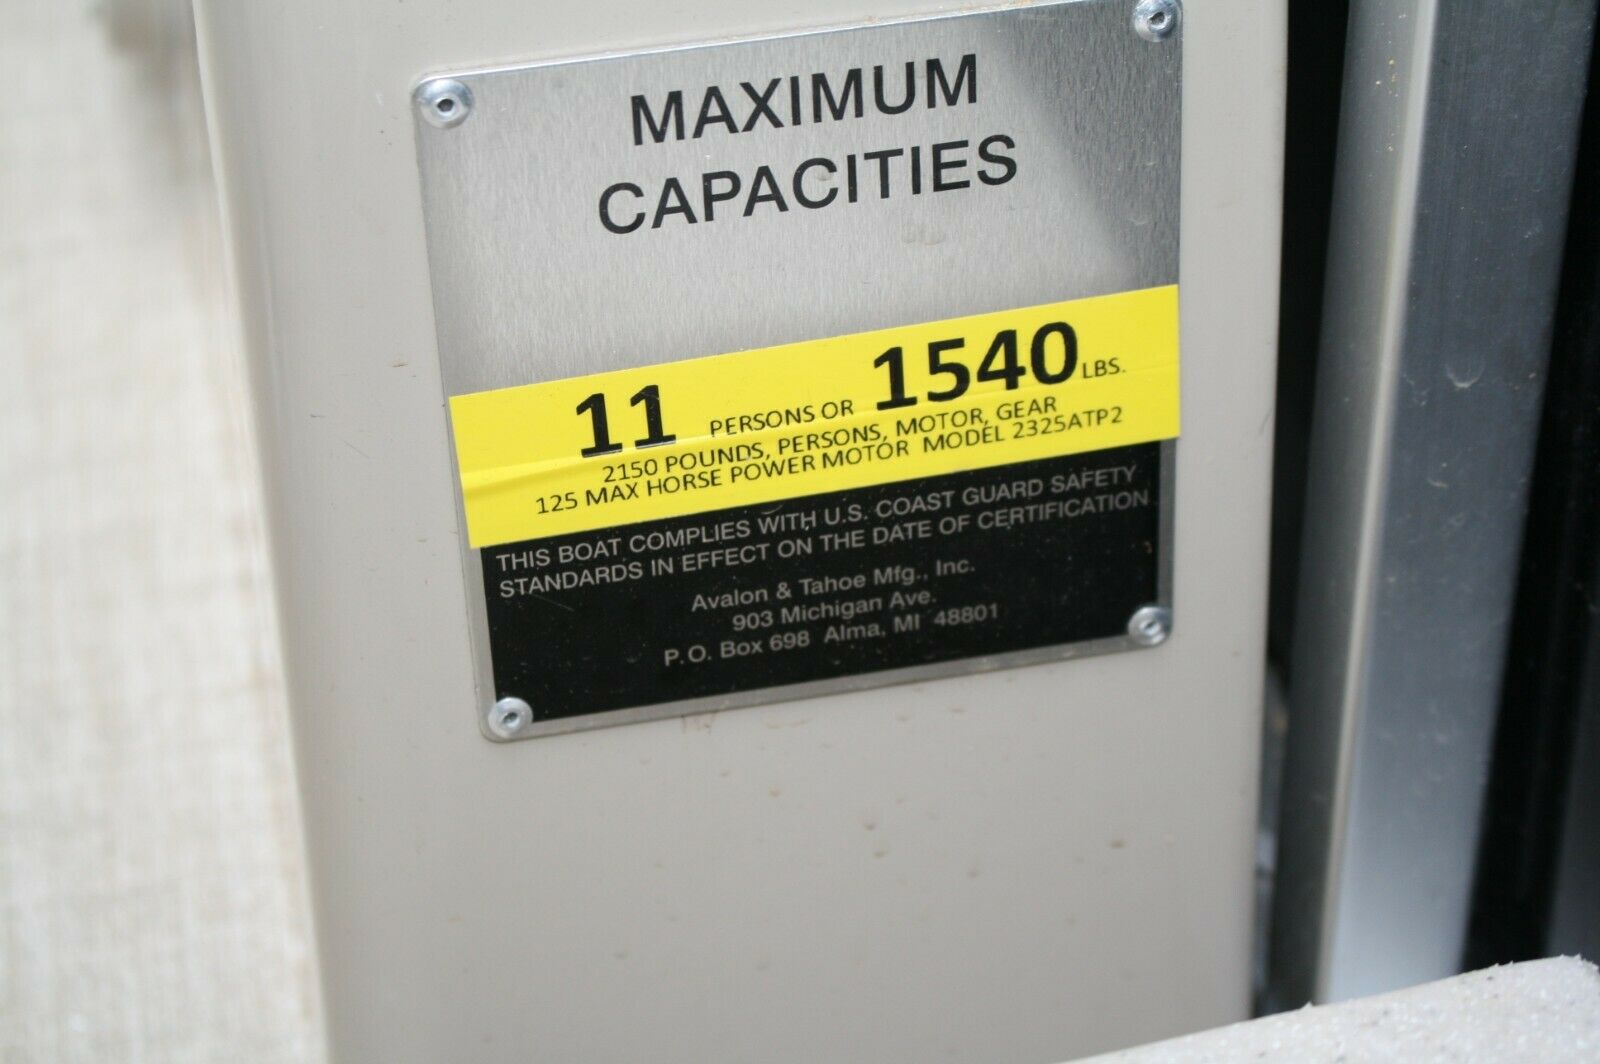 MAXIMUM
CAPACITIES
11 PERSONS OR 1540 LBS.
2150 POUNDS, PERSONS, MOTOR, GEAR
125 MAX HORSE POWER MOTOR MODEL 2325ATP2
THIS BOAT COMPLIES WITH U.S. COAST GUARD SAFETY
STANDARDS IN EFFECT ON THE DATE OF CERTIFICATION
Avalon & Tahoe Mfg., Inc.
903 Michigan Ave.
P.O. Box 698 Alma, MI 48801